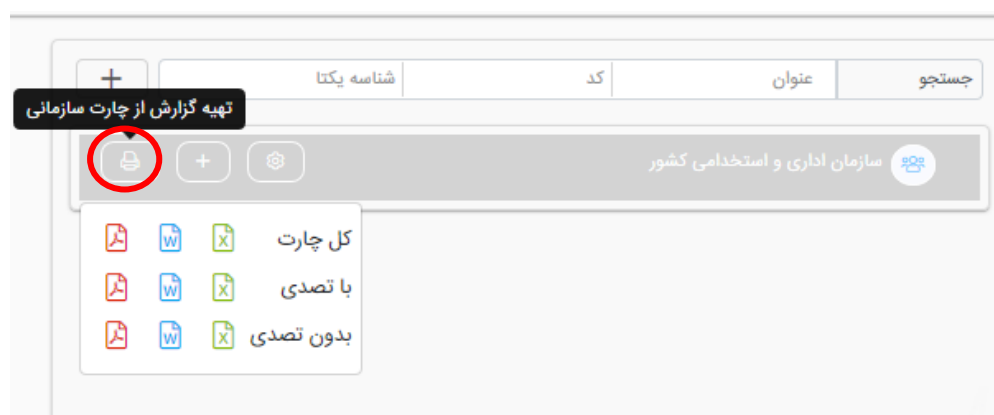 جستجو عنوان کد شناسه یکتا +
تهیه گزارش از چارت سازمانی
سازمان اداری و استخدامی کشور +
کل چارت X W
با تصدی X W
بدون تصدی X W